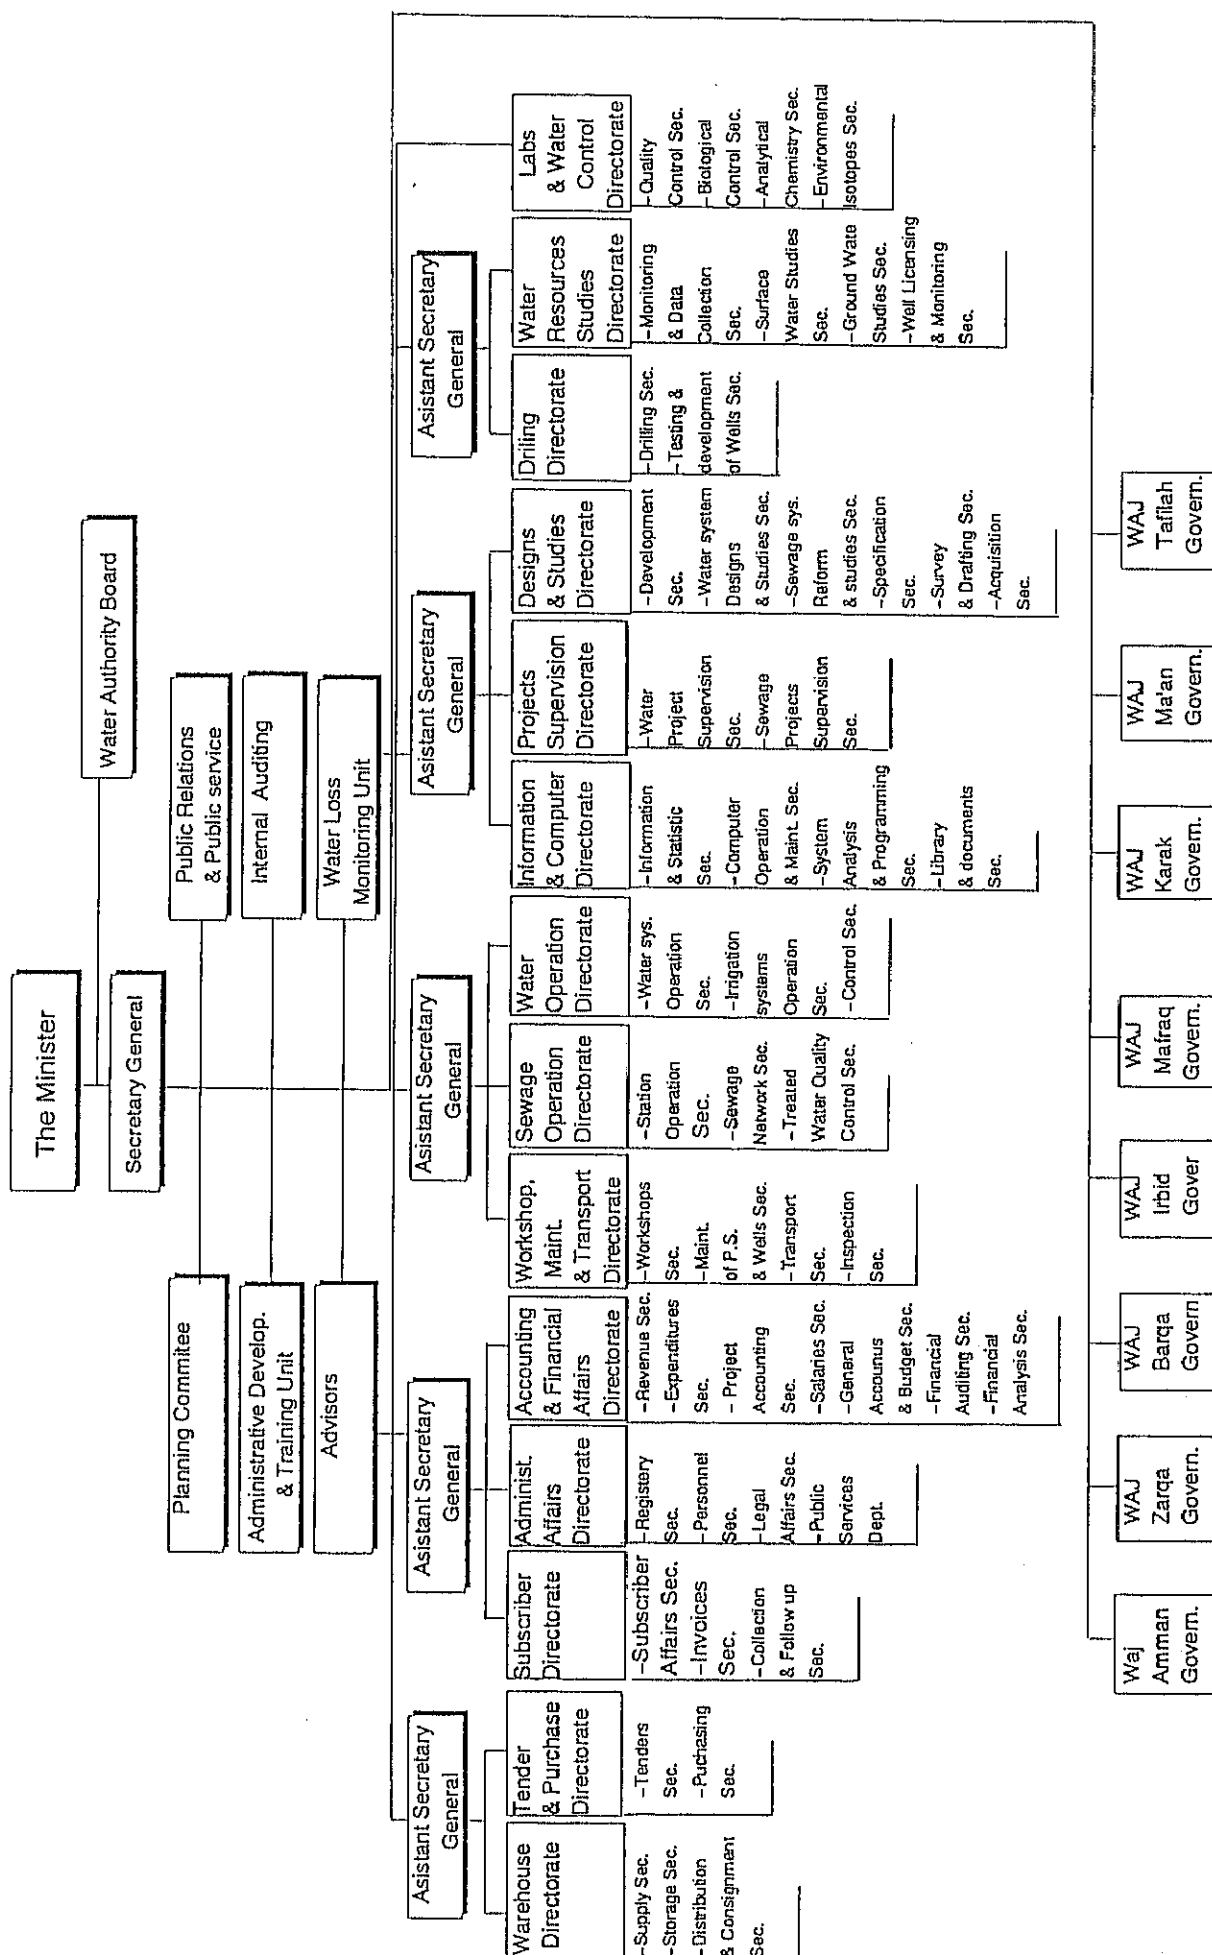 The Minister
Water Authority Board
Secretary General
Planning Commitee
Public Relations
& Public service
Administrative Develop.
& Training Unit
Internal Auditing
Advisors
Water Loss
Monitoring Unit
Asistant Secretary
General
Asistant Secretary
General
Asistant Secretary
General
Asistant Secretary
General
Asistant Secretary
General
Warehouse
Directorate
-Supply Sec.
-Storage Sec.
-Distribution
& Consignment
Sec.
Tender
& Purchase
Directorate
-Tenders
Sec.
-Puchasing
Sec.
Subscriber
Directorate
-Subscriber
Affairs Sec.
-Invoices
Sec.
-Collection
& Follow up
Sec.
Administ.
Affairs
Directorate
-Registery
Sec.
-Personnel
Sec.
-Legal
Affairs Sec.
-Public
Services
Dept.
Accounting
& Financial
Affairs
Directorate
-Revenue Sec.
-Expenditures
Sec.
- Project
Accounting
Sec.
-Salaries Sec.
-General
Accounus
& Budget Sec.
-Financial
Auditing Sec.
-Financial
Analysis Sec.
Workshop,
Maint.
& Transport
Directorate
-Workshops
Sec.
-Maint.
of P.S.
& Wells Sec.
-Transport
Sec.
-Inspection
Sec.
Sewage
Operation
Directorate
-Station
Operation
Sec.
-Sewage
Network Sec.
-Treated
Water Quality
Control Sec.
Water
Operation
Directorate
-Water sys.
Operation
Sec.
-Irrigation
systems
Operation
Sec.
-Control Sec.
Information
& Computer
Directorate
-Information
& Statistic
Sec.
-Computer
Operation
& Maint. Sec.
-System
Analysis
& Programming
Sec.
-Library
& documents
Sec.
Projects
Supervision
Directorate
-Water
Project
Supervision
Sec.
-Sewage
Projects
Supervision
Sec.
Designs
& Studies
Directorate
-Development
Sec.
-Water system
Designs
& Studies Sec.
-Sewage sys.
Reform
& studies Sec.
-Specification
Sec.
-Survey
& Drafting Sec.
-Acquisition
Sec.
Driling
Directorate
-Drilling Sec.
-Testing &
development
of Wells Sec.
Water
Resources
Studies
Directorate
-Monitoring
& Data
Collection
Sec.
-Surface
Water Studies
Sec.
-Ground Wate
Studies Sec.
-Well Licensing
& Monitoring
Sec.
Labs
& Water
Control
Directorate
-Quality
Control Sec.
-Biological
Control Sec.
-Analytical
Chemistry Sec.
-Environmental
Isotopes Sec.
Waj
Amman
Govern.
WAJ
Zarqa
Govern.
WAJ
Barqa
Govern
WAJ
Irbid
Gover
WAJ
Mafraq
Govern.
WAJ
Karak
Govern.
WAJ
Ma'an
Govern.
WAJ
Tafilah
Govern.